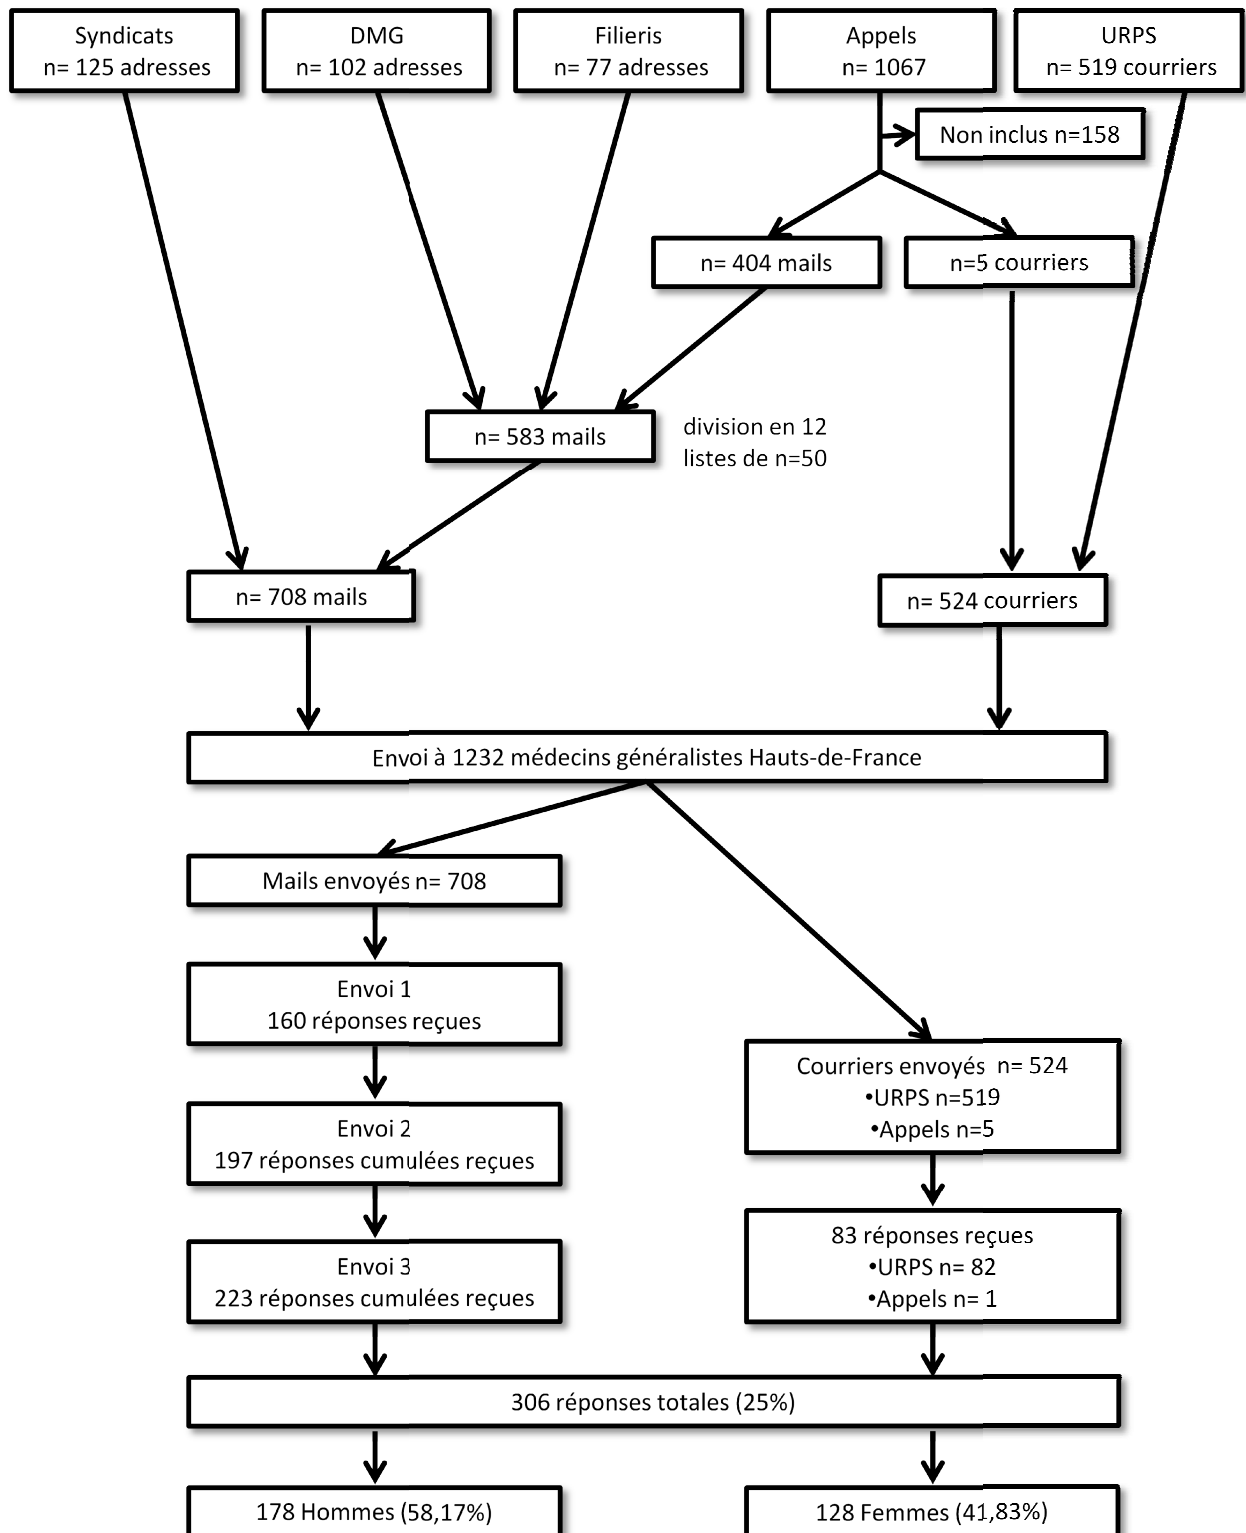 Syndicats
n= 125 adresses
DMG
n= 102 adresses
Filieris
n= 77 adresses
Appels
n= 1067
URPS
n= 519 courriers
Non inclus n=158
n= 404 mails
n=5 courriers
n= 583 mails
division en 12
listes de n=50
n= 708 mails
n= 524 courriers
Envoi à 1232 médecins généralistes Hauts-de-France
Mails envoyés n= 708
Envoi 1
160 réponses reçues
Courriers envoyés n= 524
•URPS n=519
•Appels n=5
Envoi 2
197 réponses cumulées reçues
83 réponses reçues
•URPS n= 82
•Appels n= 1
Envoi 3
223 réponses cumulées reçues
306 réponses totales (25%)
178 Hommes (58,17%)
128 Femmes (41,83%)